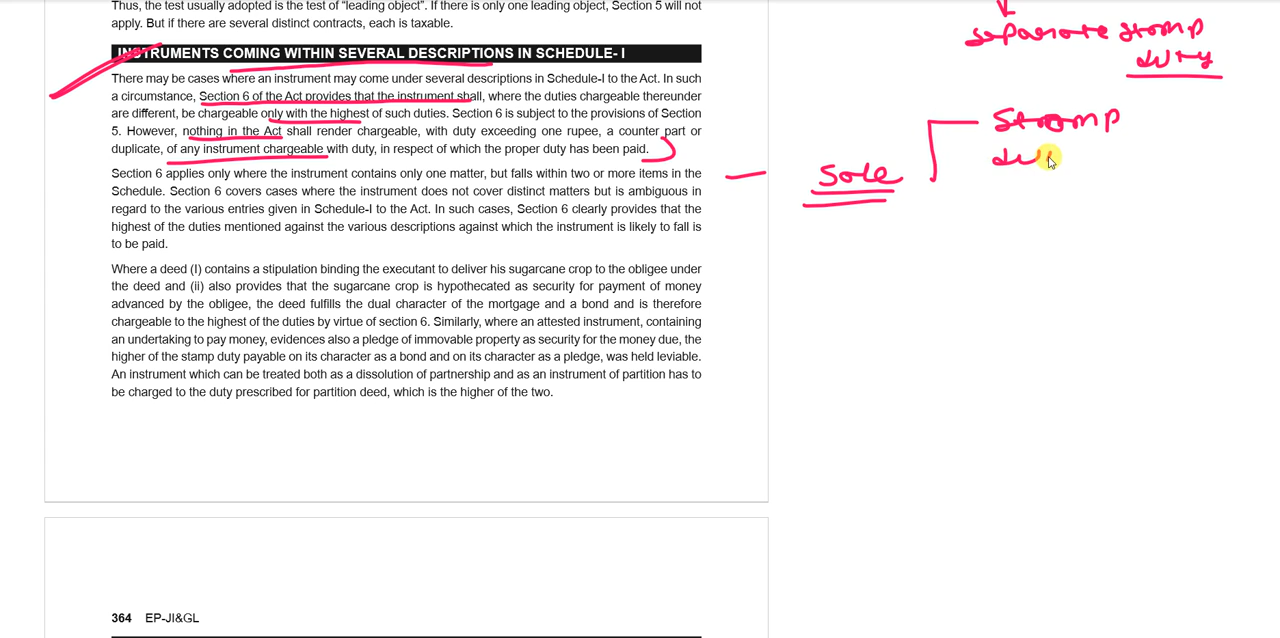 Thus, the test usually adopted is the test of “leading object”. If there is only one leading object, Section 5 will not
apply. But if there are several distinct contracts, each is taxable.
INSTRUMENTS COMING WITHIN SEVERAL DESCRIPTIONS IN SCHEDULE- I
There may be cases where an instrument may come under several descriptions in Schedule-I to the Act. In such
a circumstance, Section 6 of the Act provides that the instrument shall, where the duties chargeable thereunder
are different, be chargeable only with the highest of such duties. Section 6 is subject to the provisions of Section
5. However, nothing in the Act shall render chargeable, with duty exceeding one rupee, a counter part or
duplicate, of any instrument chargeable with duty, in respect of which the proper duty has been paid.
Section 6 applies only where the instrument contains only one matter, but falls within two or more items in the
Schedule. Section 6 covers cases where the instrument does not cover distinct matters but is ambiguous in
regard to the various entries given in Schedule-I to the Act. In such cases, Section 6 clearly provides that the
highest of the duties mentioned against the various descriptions against which the instrument is likely to fall is
to be paid.
Where a deed (I) contains a stipulation binding the executant to deliver his sugarcane crop to the obligee under
the deed and (ii) also provides that the sugarcane crop is hypothecated as security for payment of money
advanced by the obligee, the deed fulfills the dual character of the mortgage and a bond and is therefore
chargeable to the highest of the duties by virtue of section 6. Similarly, where an attested instrument, containing
an undertaking to pay money, evidences also a pledge of immovable property as security for the money due, the
higher of the stamp duty payable on its character as a bond and on its character as a pledge, was held leviable.
An instrument which can be treated both as a dissolution of partnership and as an instrument of partition has to
be charged to the duty prescribed for partition deed, which is the higher of the two.
364 EP-JI&GL
separate stamp
duty
Stamp
du
Sale